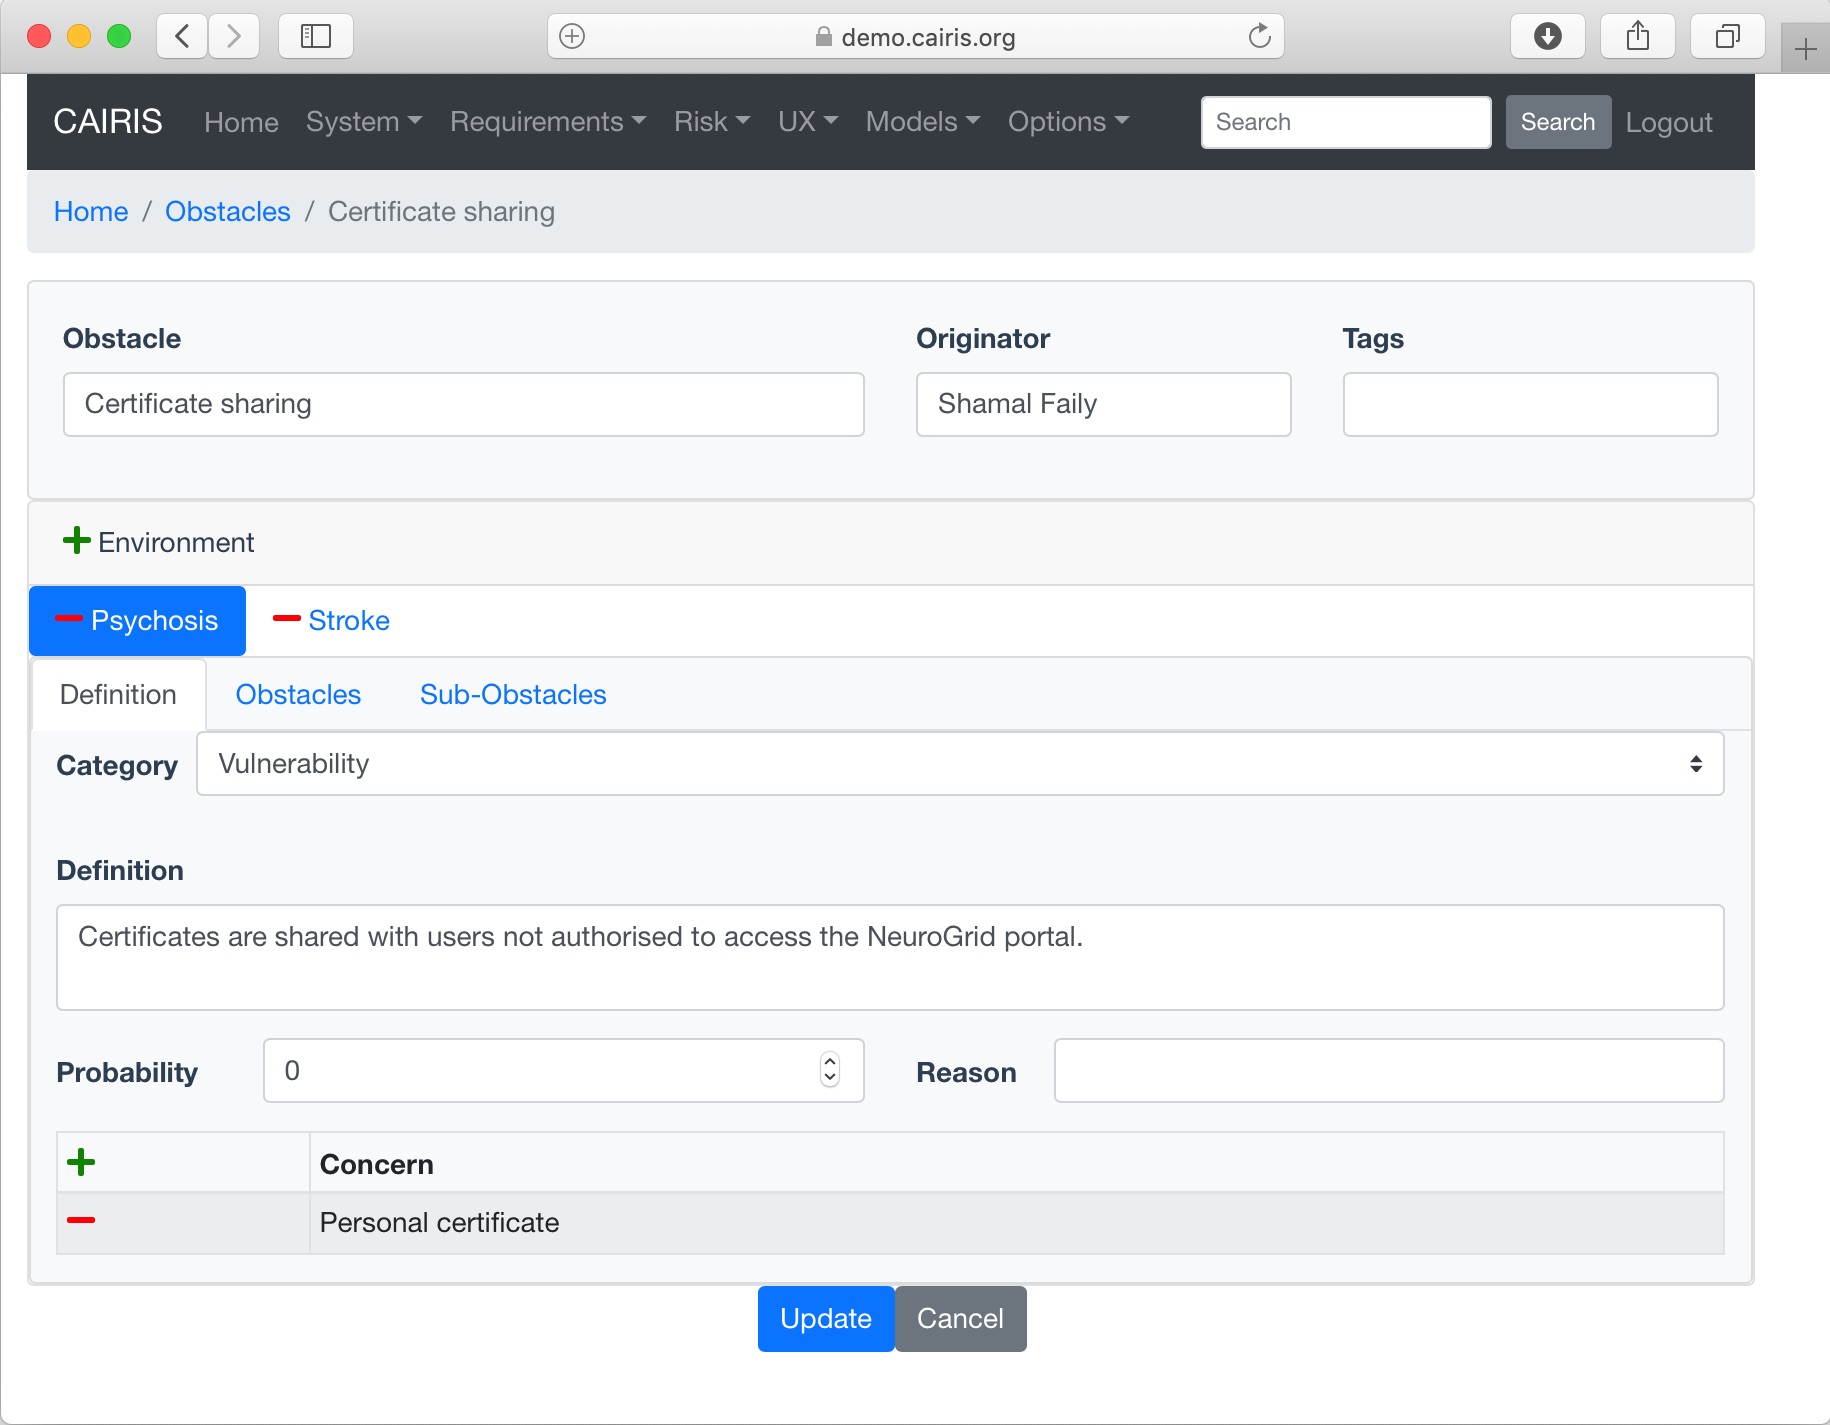 demo.cairis.org
CAIRIS Home System Requirements Risk UX Models Options Search Search Logout
Home / Obstacles / Certificate sharing
Obstacle Originator Tags
Certificate sharing Shamal Faily
Environment
Psychosis Stroke
Definition Obstacles Sub-Obstacles
Category Vulnerability
Definition
Certificates are shared with users not authorised to access the NeuroGrid portal.
Probability 0 Reason
Concern
Personal certificate
Update Cancel